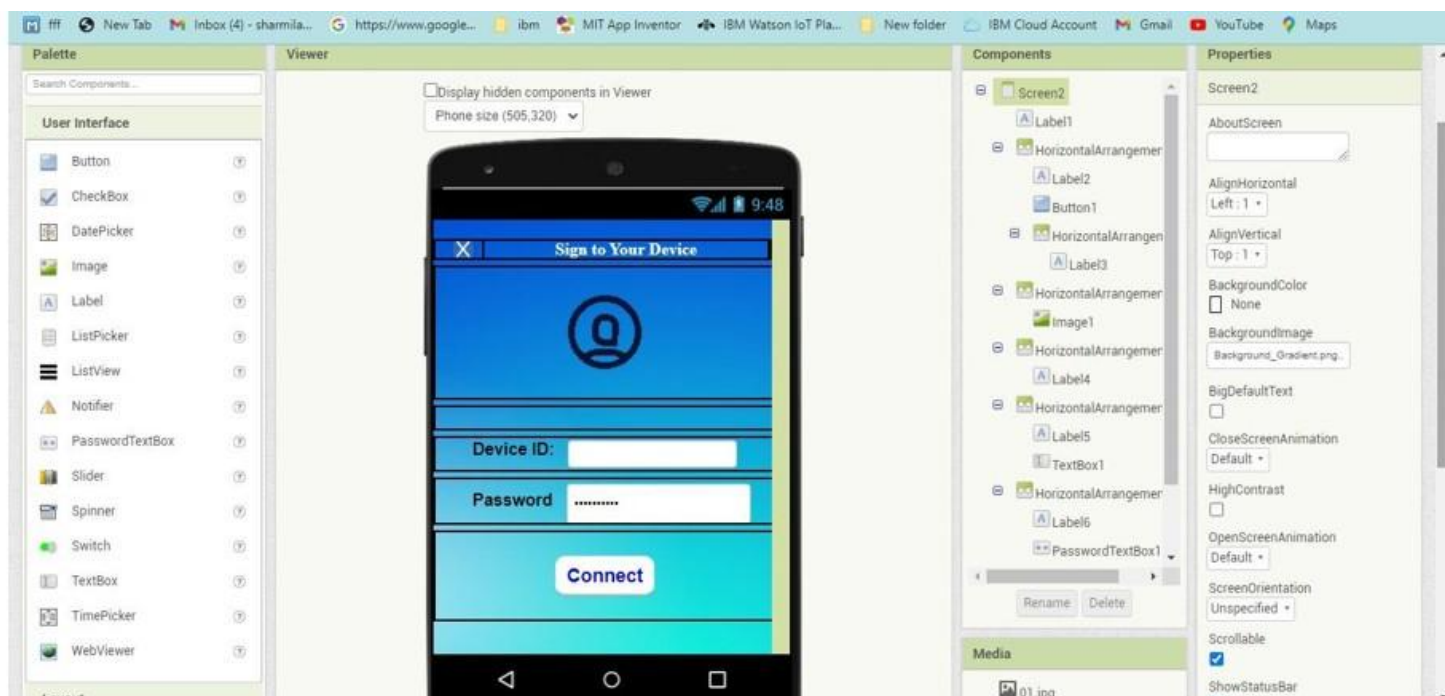 fff New Tab Inbox (4) - sharmila... https://www.google... ibm MIT App Inventor IBM Watson IoT Pla... New folder IBM Cloud Account Gmail YouTube Maps
Palette
Search Components...
User Interface
Button
CheckBox
DatePicker
Image
Label
ListPicker
ListView
Notifier
PasswordTextBox
Slider
Spinner
Switch
TextBox
TimePicker
WebViewer
Viewer
Display hidden components in Viewer
Phone size (505,320)
9:48
X Sign to Your Device
Device ID:
Password ..........
Connect
Components
Screen2
Label1
HorizontalArrangemer
Label2
Button1
HorizontalArrangen
Label3
HorizontalArrangemer
Image1
HorizontalArrangemer
Label4
HorizontalArrangemer
Label5
TextBox1
HorizontalArrangemer
Label6
PasswordTextBox1
Rename Delete
Media
01.jpg
Properties
Screen2
AboutScreen
AlignHorizontal
Left : 1
AlignVertical
Top : 1
BackgroundColor
None
BackgroundImage
Background_Gradient.png...
BigDefaultText
CloseScreenAnimation
Default
HighContrast
OpenScreenAnimation
Default
ScreenOrientation
Unspecified
Scrollable
ShowStatusBar